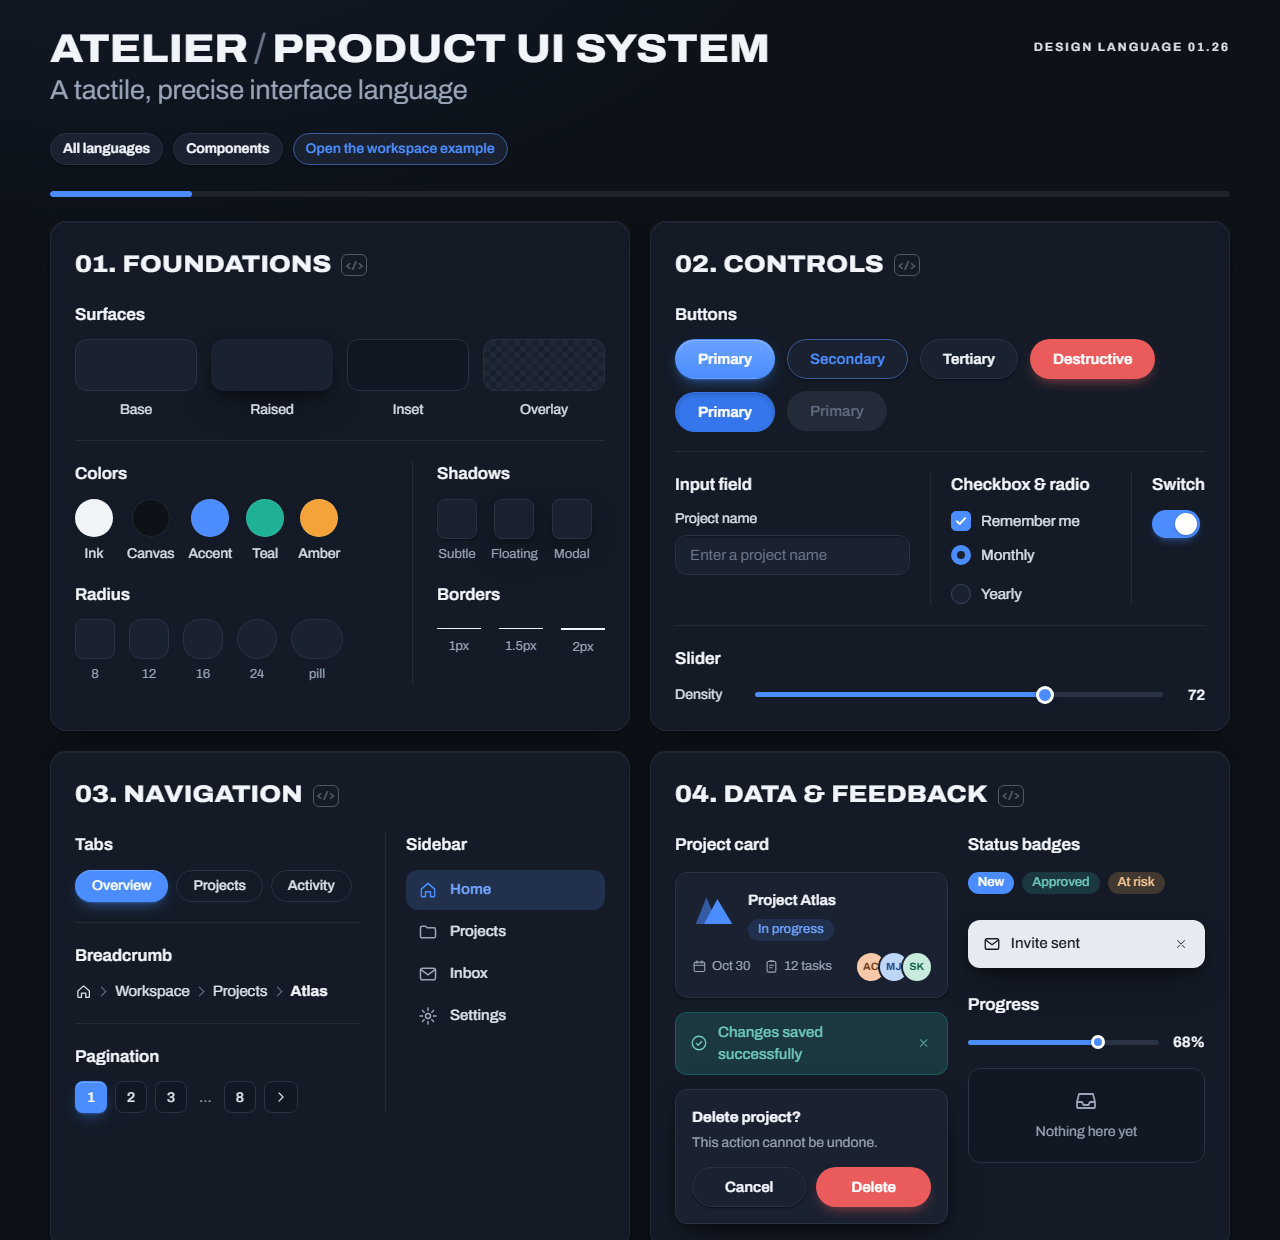 ATELIER / PRODUCT UI SYSTEM
DESIGN LANGUAGE 01.26
A tactile, precise interface language
All languages
Components
Open the workspace example
01. FOUNDATIONS </>
Surfaces
Base
Raised
Inset
Overlay
Colors
Ink
Canvas
Accent
Teal
Amber
Shadows
Subtle
Floating
Modal
Radius
8
12
16
24
pill
Borders
1px
1.5px
2px
02. CONTROLS </>
Buttons
Primary
Secondary
Tertiary
Destructive
Primary
Primary
Input field
Project name
Enter a project name
Checkbox & radio
Remember me
Monthly
Yearly
Switch
Slider
Density
72
03. NAVIGATION </>
Tabs
Overview
Projects
Activity
Breadcrumb
Workspace
Projects
Atlas
Pagination
1
2
3
...
8
Sidebar
Home
Projects
Inbox
Settings
04. DATA & FEEDBACK </>
Project card
Project Atlas
In progress
Oct 30
12 tasks
AC
MJ
SK
Changes saved
successfully
Delete project?
This action cannot be undone.
Cancel
Delete
Status badges
New
Approved
At risk
Invite sent
Progress
68%
Nothing here yet